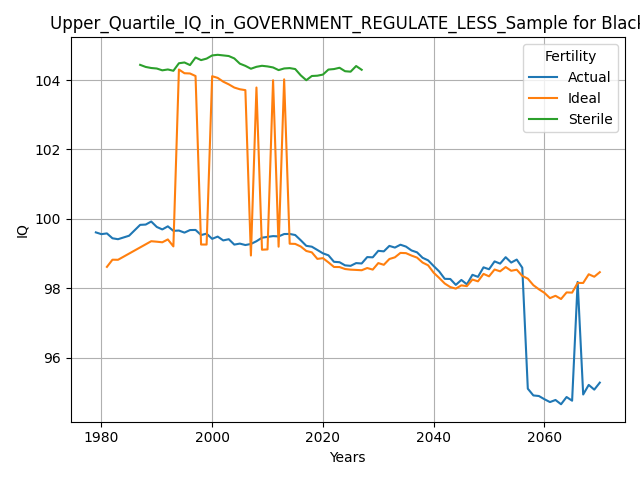 Upper_Quartile_IQ_in_GOVERNMENT_REGULATE_LESS_Sample for Black
Fertility
Actual
Ideal
Sterile
IQ
104
102
100
98
96
1980
2000
2020
2040
2060
Years